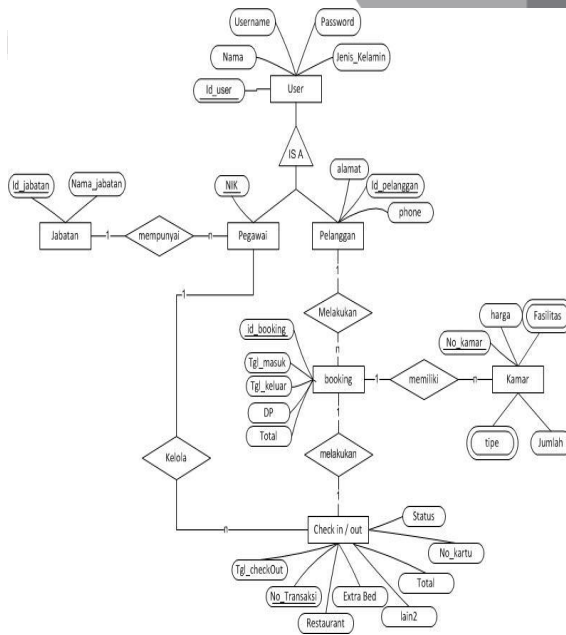 Username
Password
Nama
Jenis_Kelamin
Id_user
User
IS A
alamat
Id_jabatan
Nama_jabatan
NIK
Id_pelanggan
phone
Jabatan
1
mempunyai
n
Pegawai
Pelanggan
1
1
Melakukan
n
harga
Fasilitas
id_booking
No_kamar
Tgl_masuk
booking
1
memiliki
n
Kamar
Tgl_keluar
DP
Total
1
tipe
Jumlah
Kelola
melakukan
1
n
Check in / out
Status
No_kartu
Tgl_checkOut
Total
No_Transaksi
Extra Bed
lain2
Restaurant